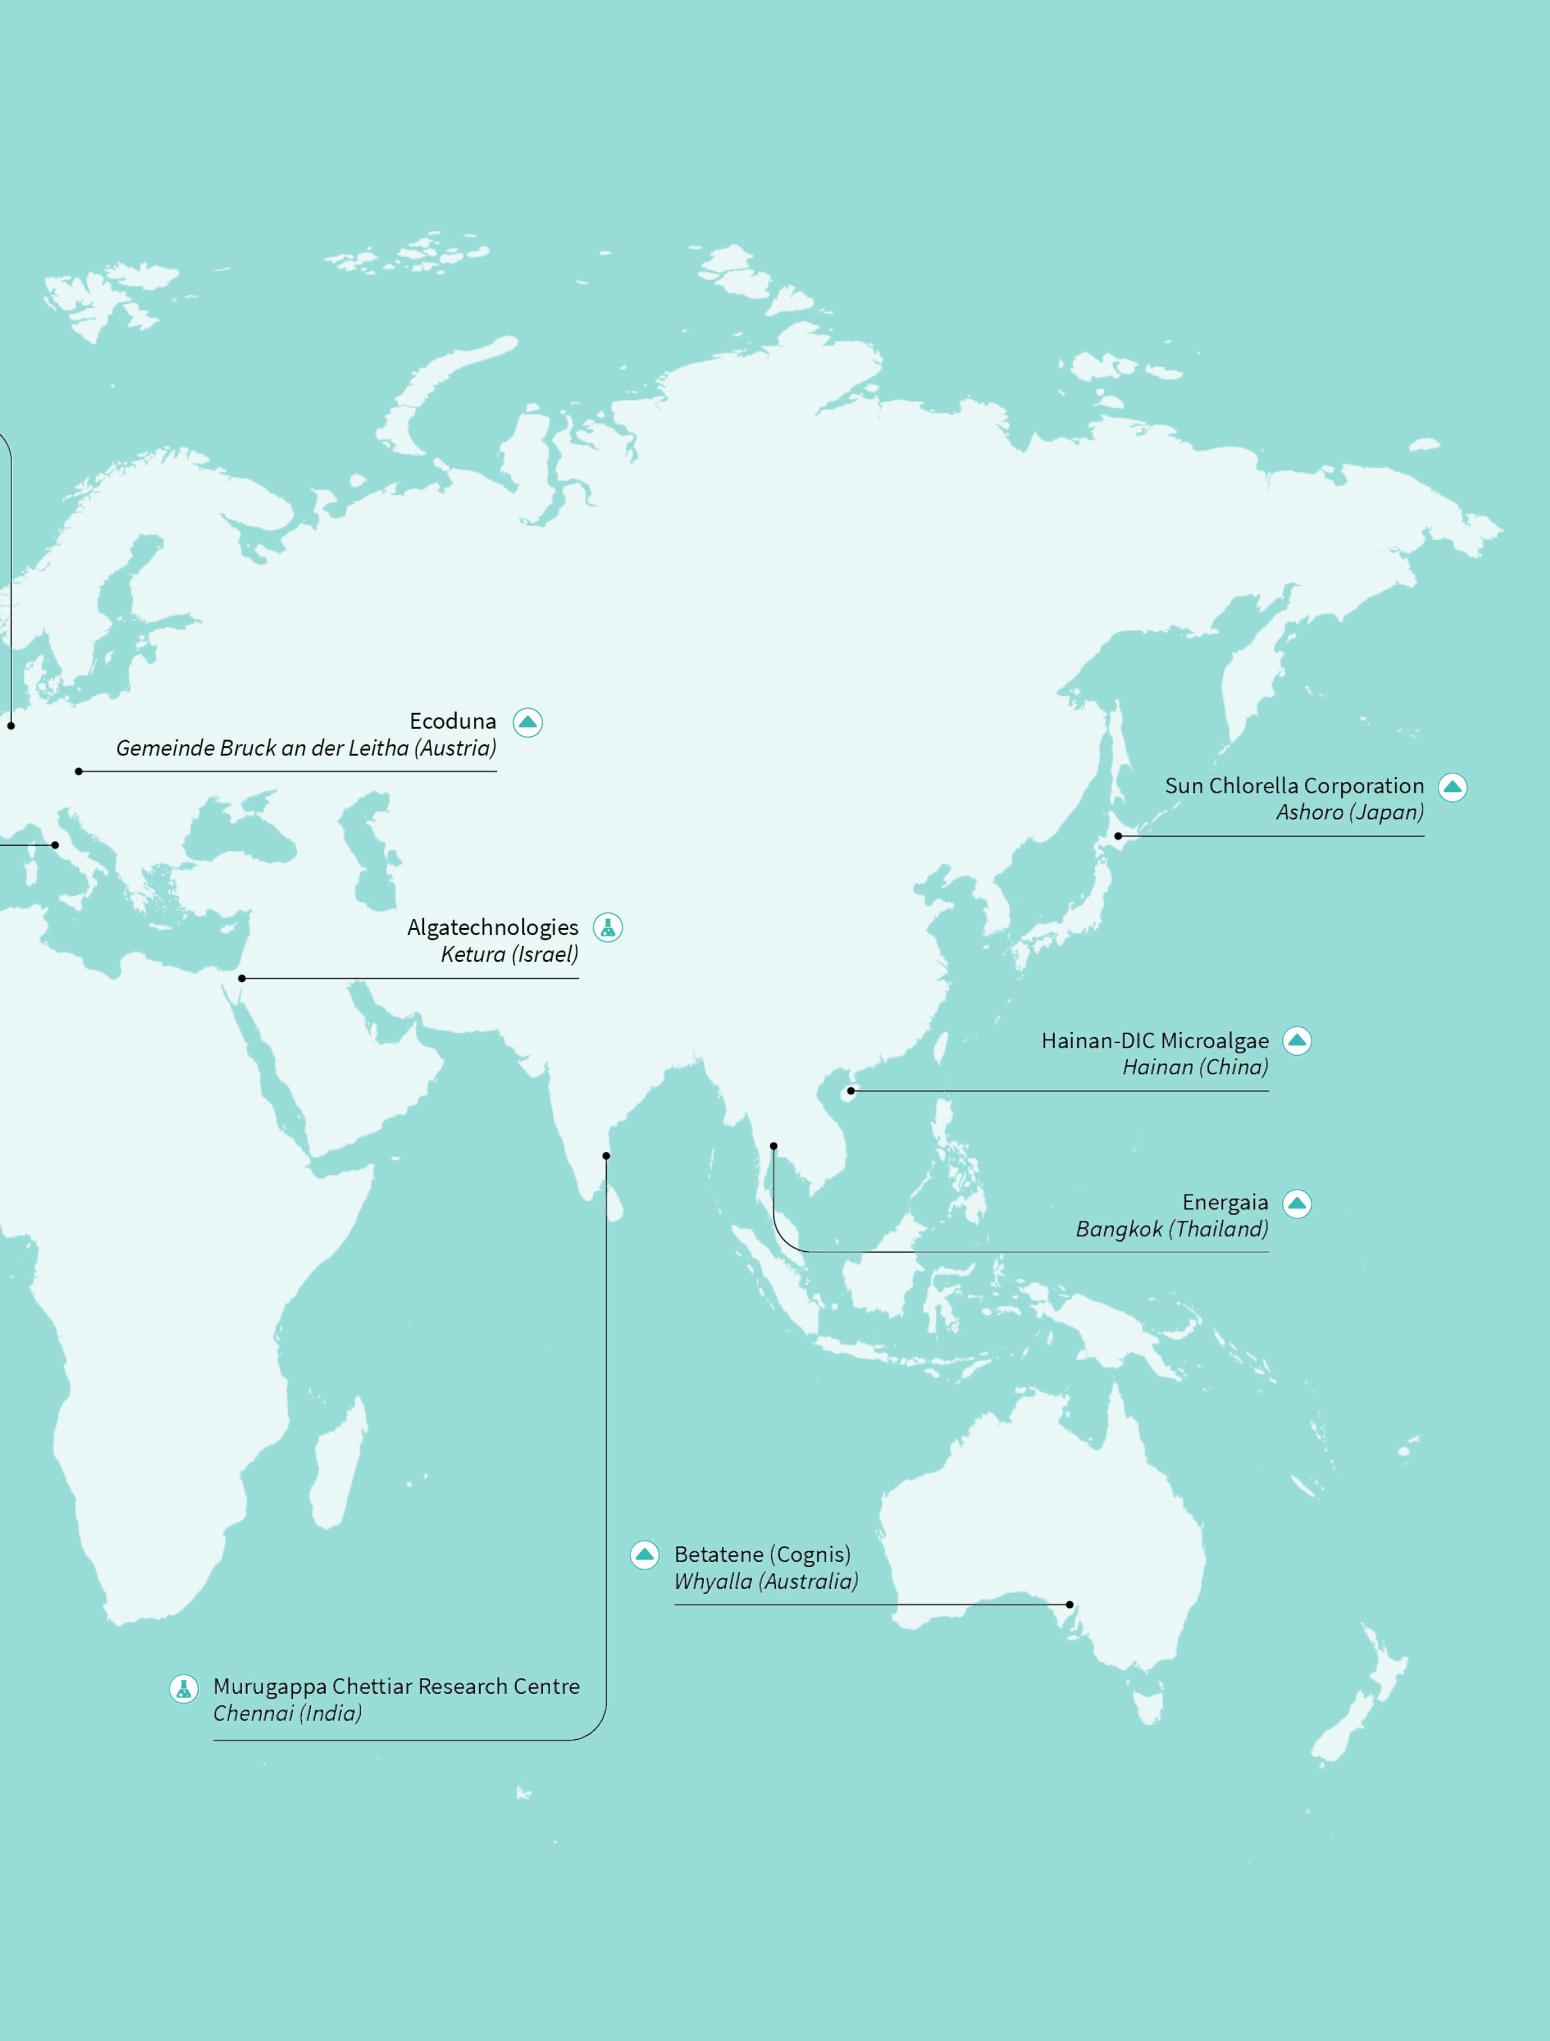 Ecoduna
Gemeinde Bruck an der Leitha (Austria)
Sun Chlorella Corporation
Ashoro (Japan)
Algatechnologies
Ketura (Israel)
Hainan-DIC Microalgae
Hainan (China)
Energaia
Bangkok (Thailand)
Betatene (Cognis)
Whyalla (Australia)
Murugappa Chettiar Research Centre
Chennai (India)